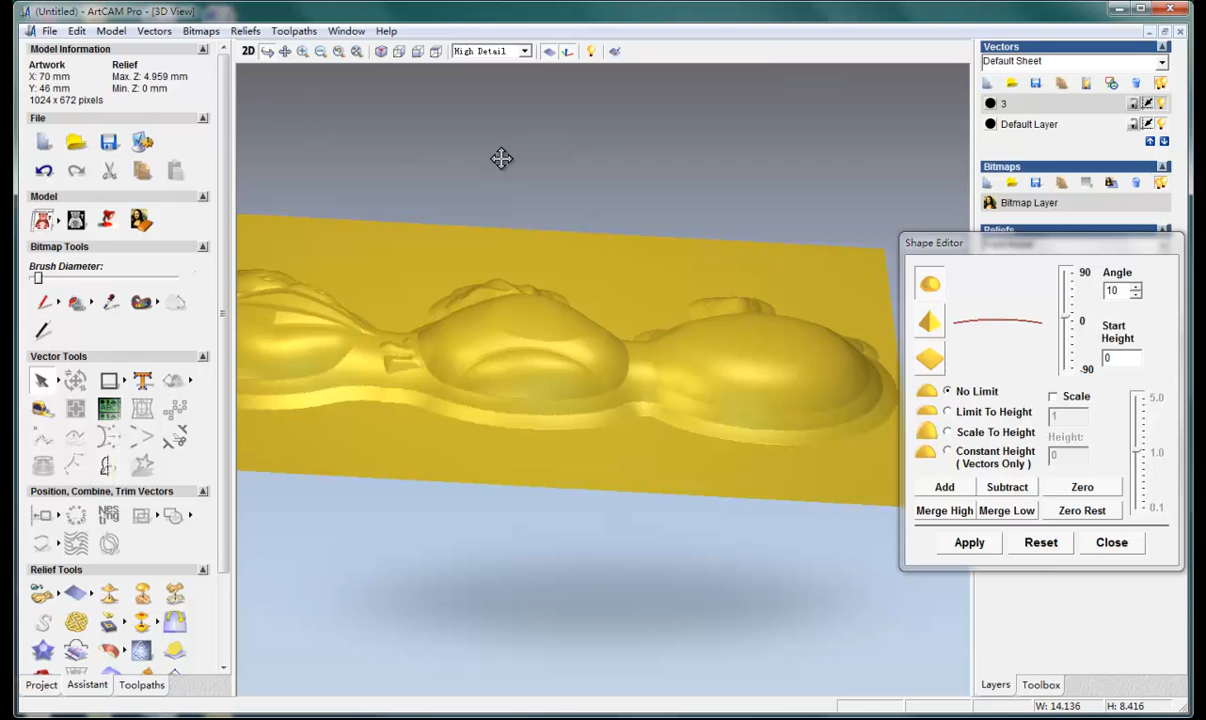 (Untitled) - ArtCAM Pro - [3D View]
File Edit Model Vectors Bitmaps Reliefs Toolpaths Window Help
Model Information
Artwork Relief
X: 70 mm Max. Z: 4.959 mm
Y: 46 mm Min. Z: 0 mm
1024 x 672 pixels
File
Model
Bitmap Tools
Brush Diameter:
Vector Tools
Position, Combine, Trim Vectors
Relief Tools
Project Assistant Toolpaths
2D High Detail
Vectors
Default Sheet
3
Default Layer
Bitmaps
Bitmap Layer
Shape Editor
90 Angle
10
0 Start
Height
0
-90
No Limit
Scale
Limit To Height
1
Scale To Height
Height:
Constant Height
( Vectors Only )
0
5.0
1.0
0.1
Add Subtract Zero
Merge High Merge Low Zero Rest
Apply Reset Close
Layers Toolbox
W: 14.136 H: 8.416